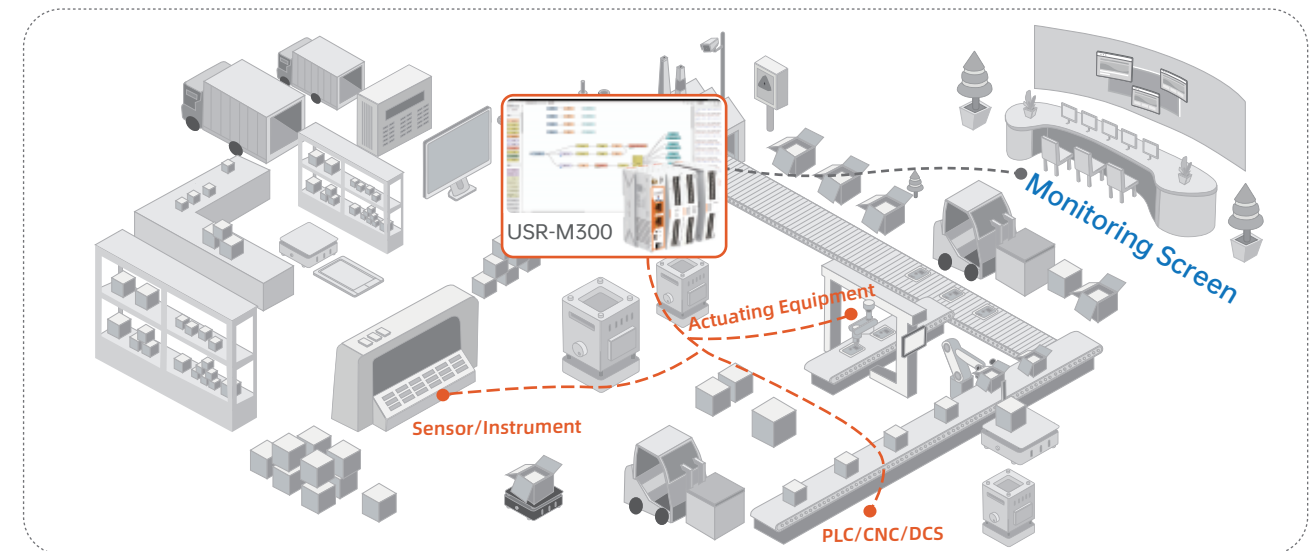 USR-M300
Monitoring Screen
Actuating Equipment
Sensor/Instrument
PLC/CNC/DCS